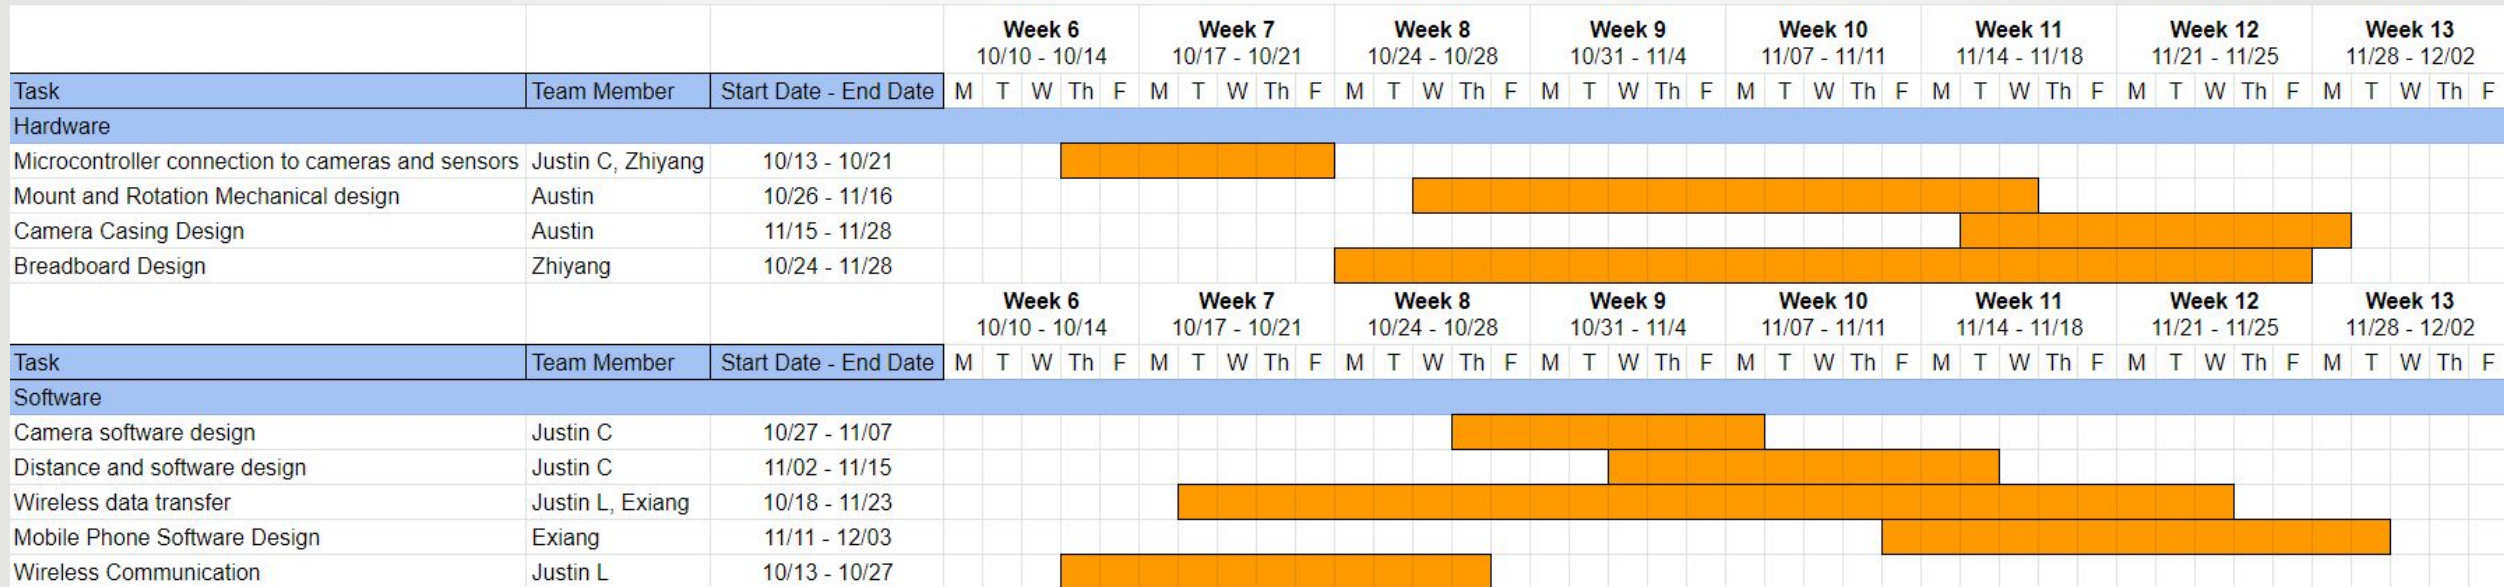 Week 6 Week 7 Week 8 Week 9 Week 10 Week 11 Week 12 Week 13
10/10 - 10/14 10/17 - 10/21 10/24 - 10/28 10/31 - 11/4 11/07 - 11/11 11/14 - 11/18 11/21 - 11/25 11/28 - 12/02
Task Team Member Start Date - End Date M T W Th F M T W Th F M T W Th F M T W Th F M T W Th F M T W Th F M T W Th F M T W Th F
Hardware
Microcontroller connection to cameras and sensors Justin C, Zhiyang 10/13 - 10/21
Mount and Rotation Mechanical design Austin 10/26 - 11/16
Camera Casing Design Austin 11/15 - 11/28
Breadboard Design Zhiyang 10/24 - 11/28
Week 6 Week 7 Week 8 Week 9 Week 10 Week 11 Week 12 Week 13
10/10 - 10/14 10/17 - 10/21 10/24 - 10/28 10/31 - 11/4 11/07 - 11/11 11/14 - 11/18 11/21 - 11/25 11/28 - 12/02
Task Team Member Start Date - End Date M T W Th F M T W Th F M T W Th F M T W Th F M T W Th F M T W Th F M T W Th F M T W Th F
Software
Camera software design Justin C 10/27 - 11/07
Distance and software design Justin C 11/02 - 11/15
Wireless data transfer Justin L, Exiang 10/18 - 11/23
Mobile Phone Software Design Exiang 11/11 - 12/03
Wireless Communication Justin L 10/13 - 10/27